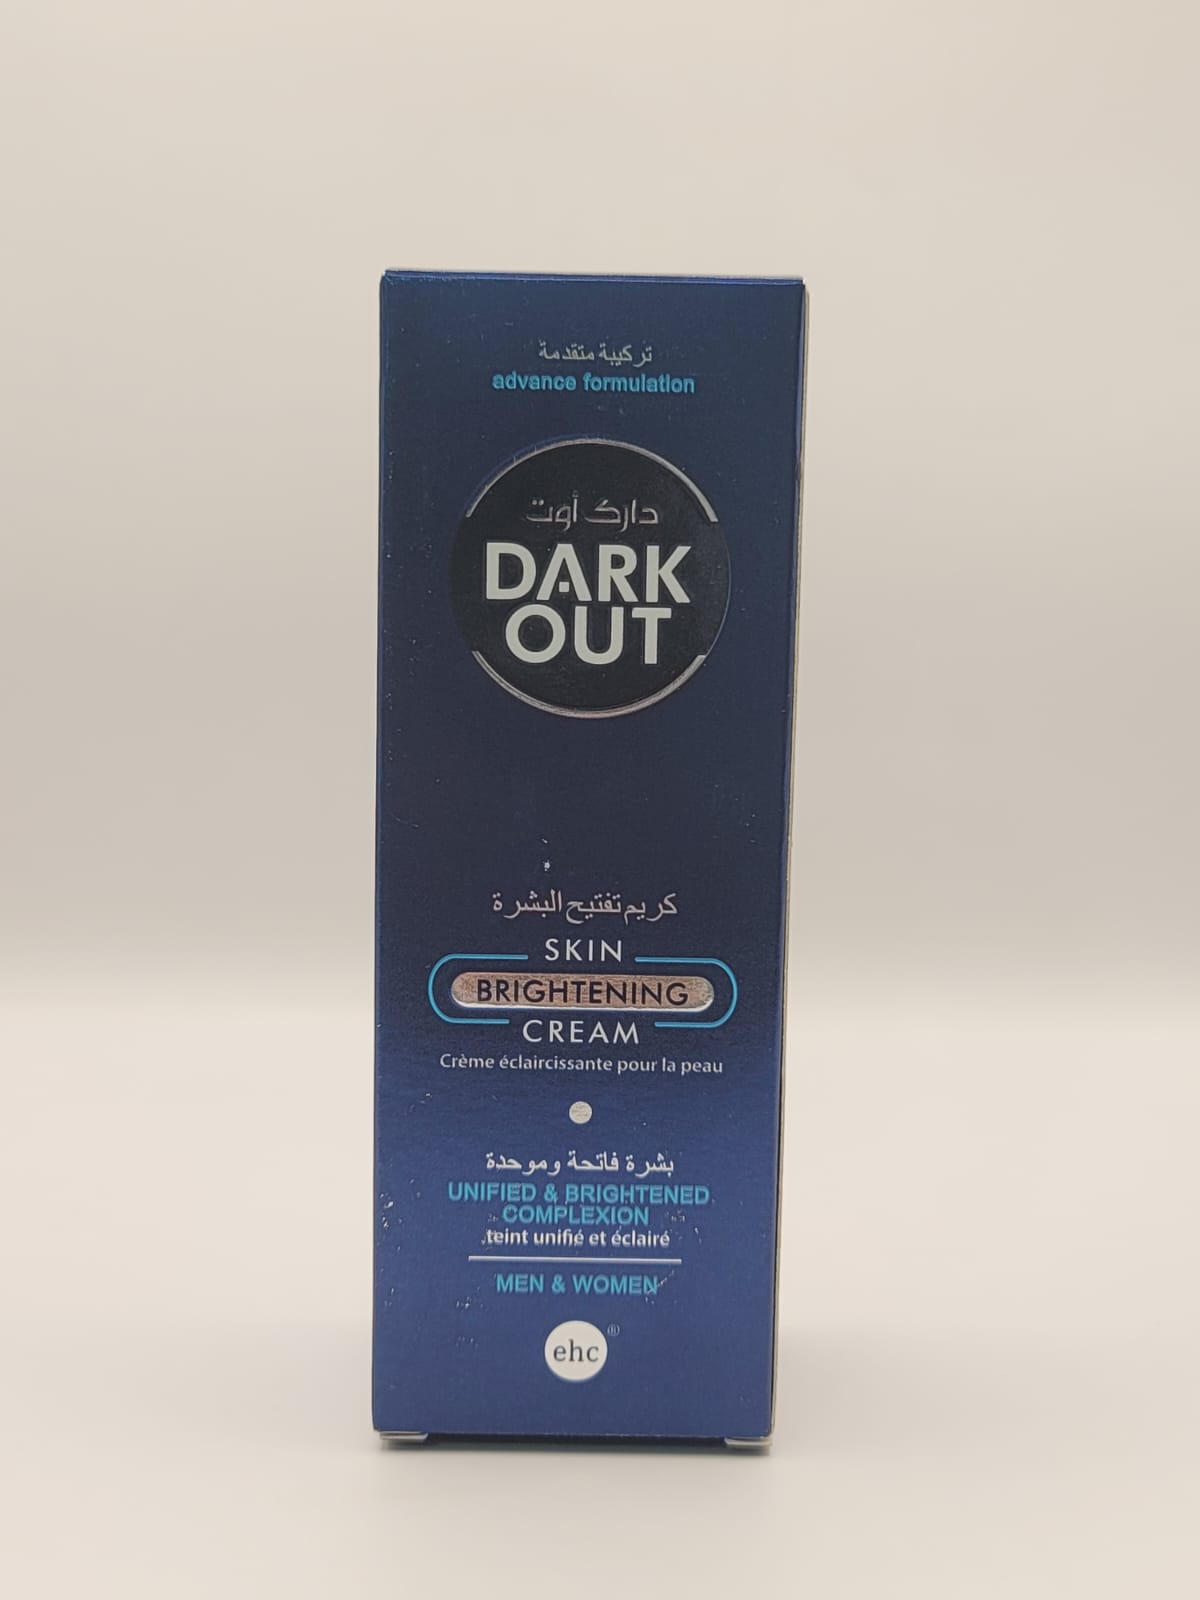 تركيبة متقدمة
advance formulation
دارك أوت
DARK
OUT
كريم تفتيح البشرة
SKIN
BRIGHTENING
CREAM
Crème éclaircissante pour la peau
بشرة فاتحة وموحدة
UNIFIED & BRIGHTENED
COMPLEXION
teint unifié et éclairé
MEN & WOMEN
ehc®